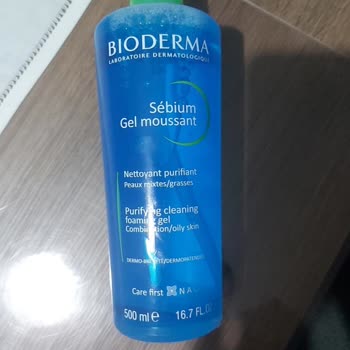 BIODERMA
LABORATOIRE DERMATOLOGIQUE
Sébium
Gel moussant
Nettoyant purifiant
Peaux mixtes/grasses
Purifying cleaning
foaming gel
Combination/oily skin
Care first
500 ml e
16.7 FL.